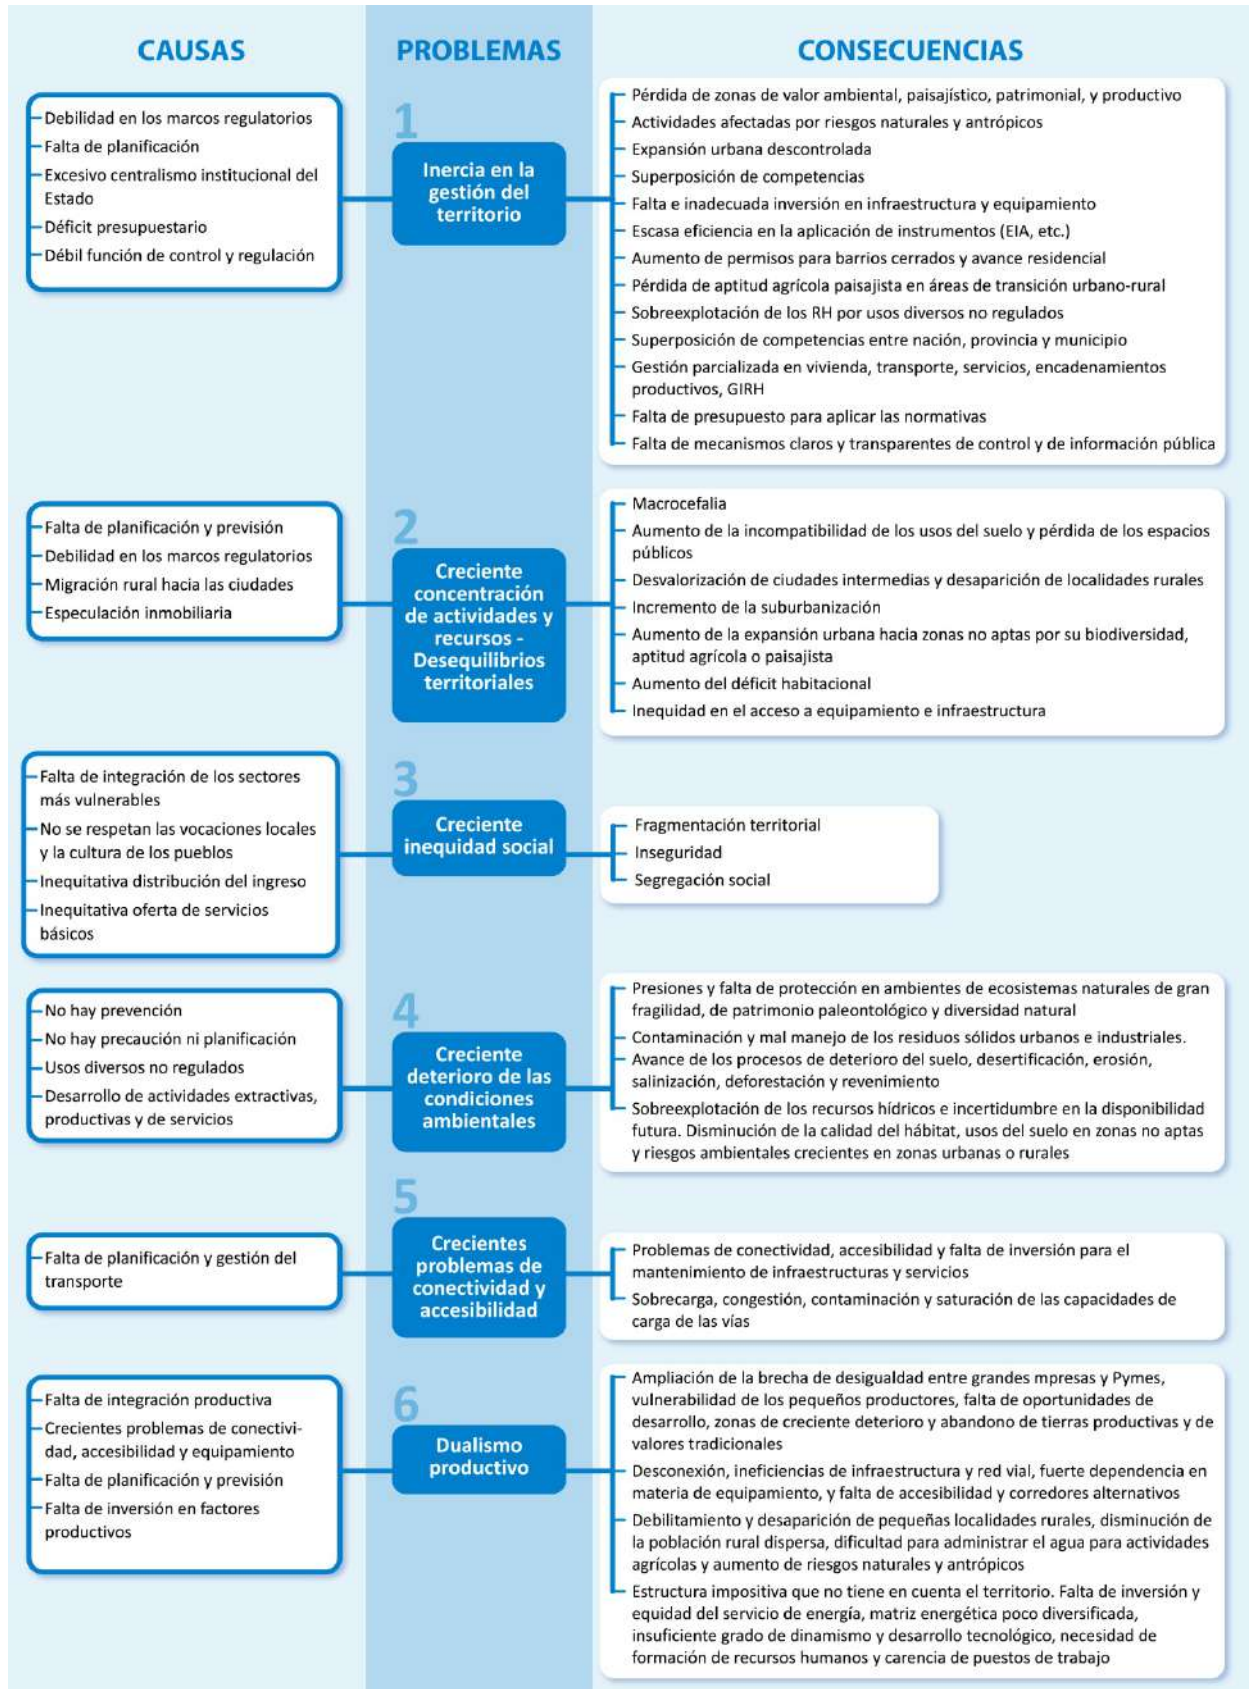 CAUSAS
PROBLEMAS
CONSECUENCIAS
Debilidad en los marcos regulatorios
Falta de planificación
Excesivo centralismo institucional del
Estado
Déficit presupuestario
Débil función de control y regulación
1
Inercia en la
gestión del
territorio
Pérdida de zonas de valor ambiental, paisajístico, patrimonial, y productivo
Actividades afectadas por riesgos naturales y antrópicos
Expansión urbana descontrolada
Superposición de competencias
Falta e inadecuada inversión en infraestructura y equipamiento
Escasa eficiencia en la aplicación de instrumentos (EIA, etc.)
Aumento de permisos para barrios cerrados y avance residencial
Pérdida de aptitud agrícola paisajista en áreas de transición urbano-rural
Sobreexplotación de los RH por usos diversos no regulados
Superposición de competencias entre nación, provincia y municipio
Gestión parcializada en vivienda, transporte, servicios, encadenamientos
productivos, GIRH
Falta de presupuesto para aplicar las normativas
Falta de mecanismos claros y transparentes de control y de información pública
Falta de planificación y previsión
Debilidad en los marcos regulatorios
Migración rural hacia las ciudades
Especulación inmobiliaria
2
Creciente
concentración
de actividades y
recursos -
Desequilibrios
territoriales
Macrocefalia
Aumento de la incompatibilidad de los usos del suelo y pérdida de los espacios
públicos
Desvalorización de ciudades intermedias y desaparición de localidades rurales
Incremento de la suburbanización
Aumento de la expansión urbana hacia zonas no aptas por su biodiversidad,
aptitud agrícola o paisajista
Aumento del déficit habitacional
Inequidad en el acceso a equipamiento e infraestructura
Falta de integración de los sectores
más vulnerables
No se respetan las vocaciones locales
y la cultura de los pueblos
Inequitativa distribución del ingreso
Inequitativa oferta de servicios
básicos
3
Creciente
inequidad social
Fragmentación territorial
Inseguridad
Segregación social
No hay prevención
No hay precaución ni planificación
Usos diversos no regulados
Desarrollo de actividades extractivas,
productivas y de servicios
4
Creciente
deterioro de las
condiciones
ambientales
Presiones y falta de protección en ambientes de ecosistemas naturales de gran
fragilidad, de patrimonio paleontológico y diversidad natural
Contaminación y mal manejo de los residuos sólidos urbanos e industriales.
Avance de los procesos de deterioro del suelo, desertificación, erosión,
salinización, deforestación y revenimiento
Sobreexplotación de los recursos hídricos e incertidumbre en la disponibilidad
futura. Disminución de la calidad del hábitat, usos del suelo en zonas no aptas
y riesgos ambientales crecientes en zonas urbanas o rurales
Falta de planificación y gestión del
transporte
5
Crecientes
problemas de
conectividad y
accesibilidad
Problemas de conectividad, accesibilidad y falta de inversión para el
mantenimiento de infraestructuras y servicios
Sobrecarga, congestión, contaminación y saturación de las capacidades de
carga de las vías
Falta de integración productiva
Crecientes problemas de conectivi-
dad, accesibilidad y equipamiento
Falta de planificación y previsión
Falta de inversión en factores
productivos
6
Dualismo
productivo
Ampliación de la brecha de desigualdad entre grandes mpresas y Pymes,
vulnerabilidad de los pequeños productores, falta de oportunidades de
desarrollo, zonas de creciente deterioro y abandono de tierras productivas y de
valores tradicionales
Desconexión, ineficiencias de infraestructura y red vial, fuerte dependencia en
materia de equipamiento, y falta de accesibilidad y corredores alternativos
Debilitamiento y desaparición de pequeñas localidades rurales, disminución de
la población rural dispersa, dificultad para administrar el agua para actividades
agrícolas y aumento de riesgos naturales y antrópicos
Estructura impositiva que no tiene en cuenta el territorio. Falta de inversión y
equidad del servicio de energía, matriz energética poco diversificada,
insuficiente grado de dinamismo y desarrollo tecnológico, necesidad de
formación de recursos humanos y carencia de puestos de trabajo